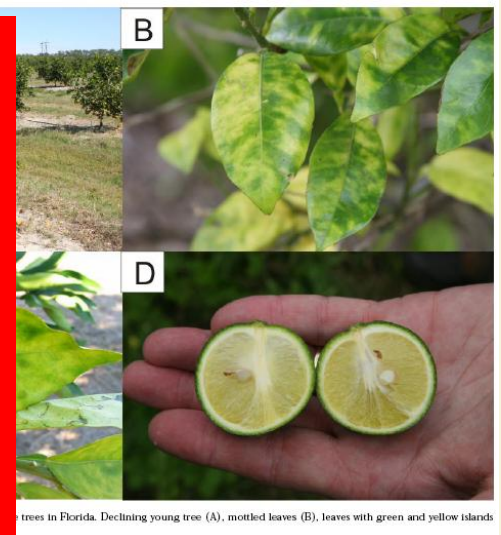 B
D
trees in Florida. Declining young tree (A), mottled leaves (B), leaves with green and yellow islands